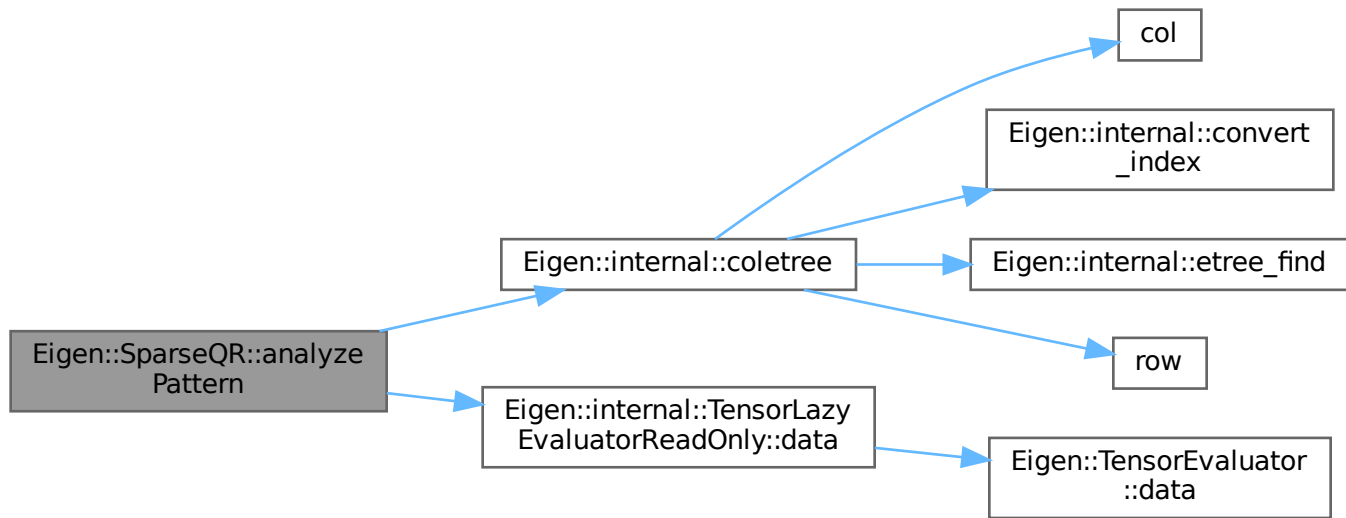 col
Eigen::internal::convert
_index
Eigen::internal::coletree
Eigen::internal::etree_find
Eigen::SparseQR::analyze
Pattern
row
Eigen::internal::TensorLazy
EvaluatorReadOnly::data
Eigen::TensorEvaluator
::data